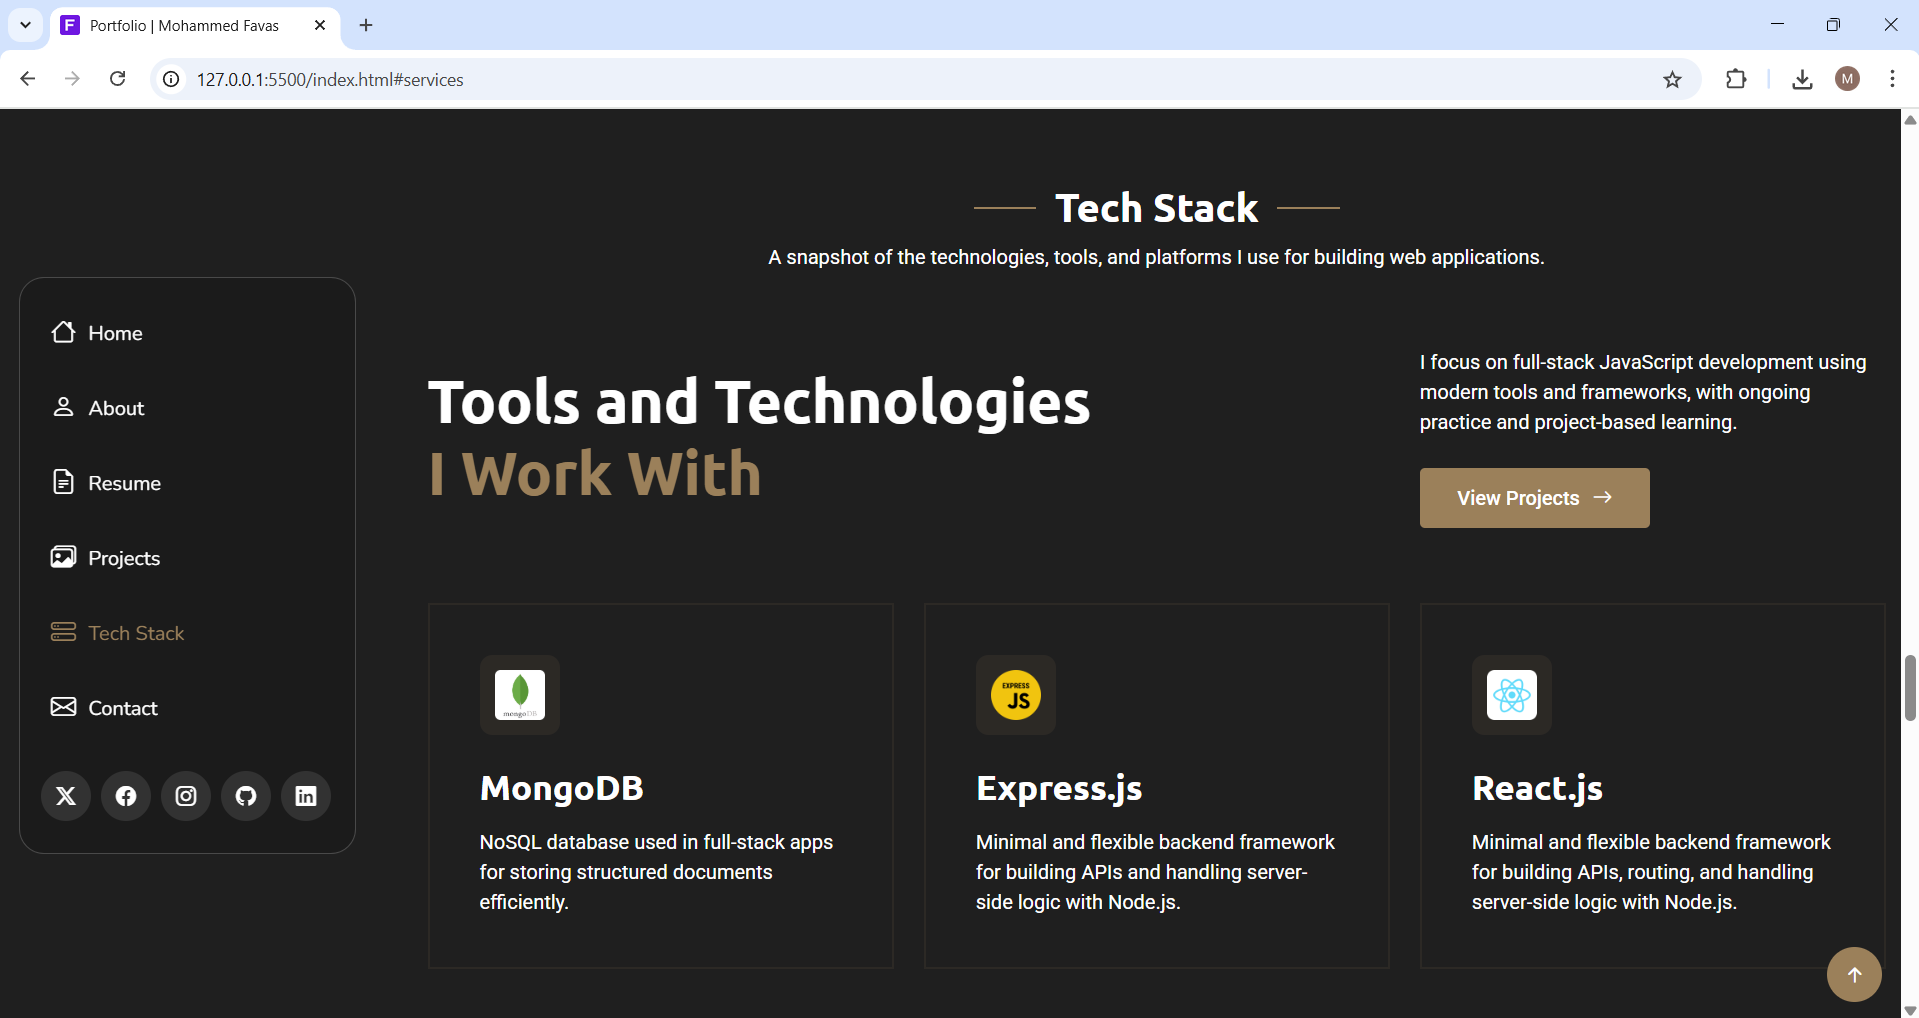 F
Portfolio | Mohammed Favas
127.0.0.1:5500/index.html#services
M
Tech Stack
A snapshot of the technologies, tools, and platforms I use for building web applications.
Home
About
Resume
Projects
Tech Stack
Contact
Tools and Technologies
I Work With
I focus on full-stack JavaScript development using
modern tools and frameworks, with ongoing
practice and project-based learning.
View Projects
mongoDB
MongoDB
NoSQL database used in full-stack apps
for storing structured documents
efficiently.
EXPRESS
JS
Express.js
Minimal and flexible backend framework
for building APIs and handling server-
side logic with Node.js.
React.js
Minimal and flexible backend framework
for building APIs, routing, and handling
server-side logic with Node.js.